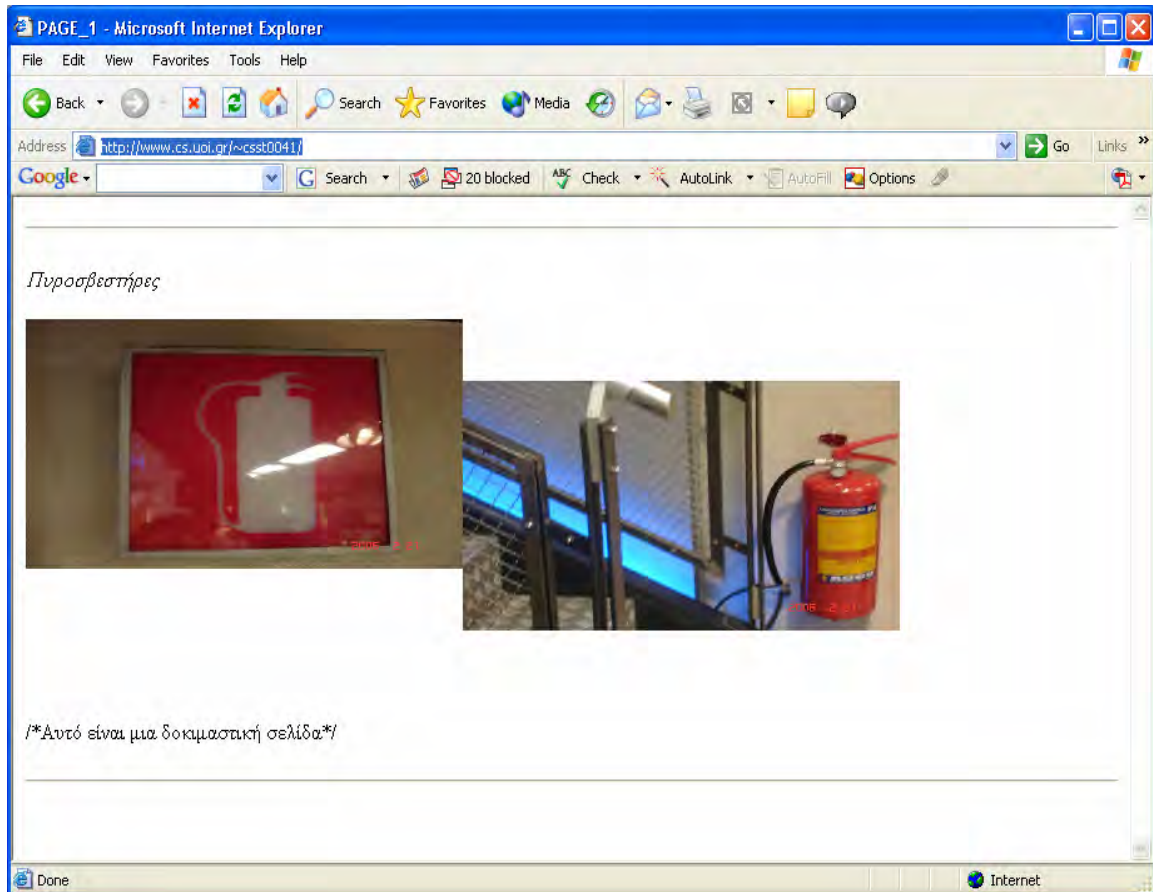 PAGE_1 - Microsoft Internet Explorer
File Edit View Favorites Tools Help
Back Search Favorites Media
Address http://www.cs.uoi.gr/~csst0041/ Go Links »
Google Search 20 blocked ABC Check AutoLink AutoFill Options
Πυροσβεστήρες
/*Αυτό είναι μια δοκιμαστική σελίδα*/
Done Internet